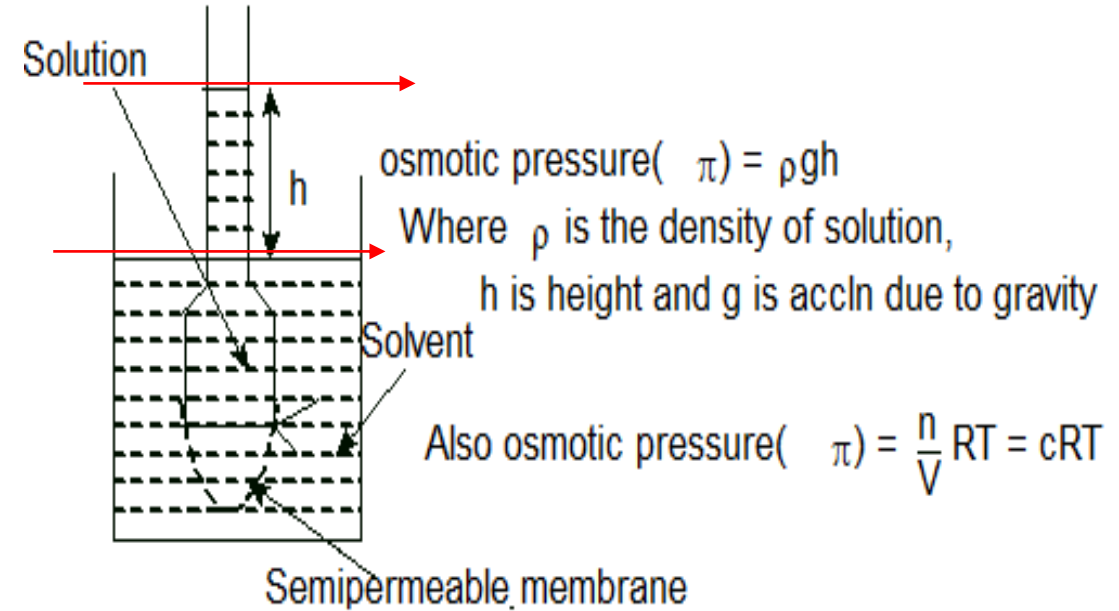 Solution
h
osmotic pressure( π) = ρgh
Where ρ is the density of solution,
h is height and g is accln due to gravity
Solvent
Also osmotic pressure( π) = n/V RT = cRT
Semipermeable membrane